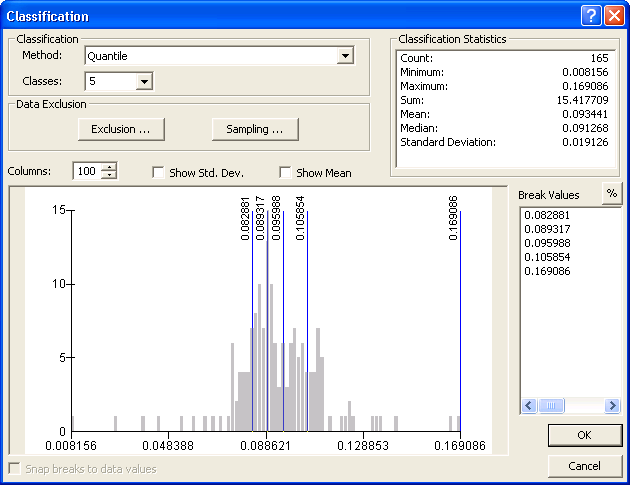 Classification
Classification
Method: Quantile
Classes: 5
Data Exclusion
Exclusion ...
Sampling ...
Classification Statistics
Count: 165
Minimum: 0.008156
Maximum: 0.169086
Sum: 15.417709
Mean: 0.093441
Median: 0.091268
Standard Deviation: 0.019126
Columns: 100
Show Std. Dev.
Show Mean
Break Values
%
0.082881
0.089317
0.095988
0.105854
0.169086
15
10
5
0
0.082881
0.089317
0.095988
0.105854
0.169086
0.008156
0.048388
0.088621
0.128853
0.169086
Snap breaks to data values
OK
Cancel